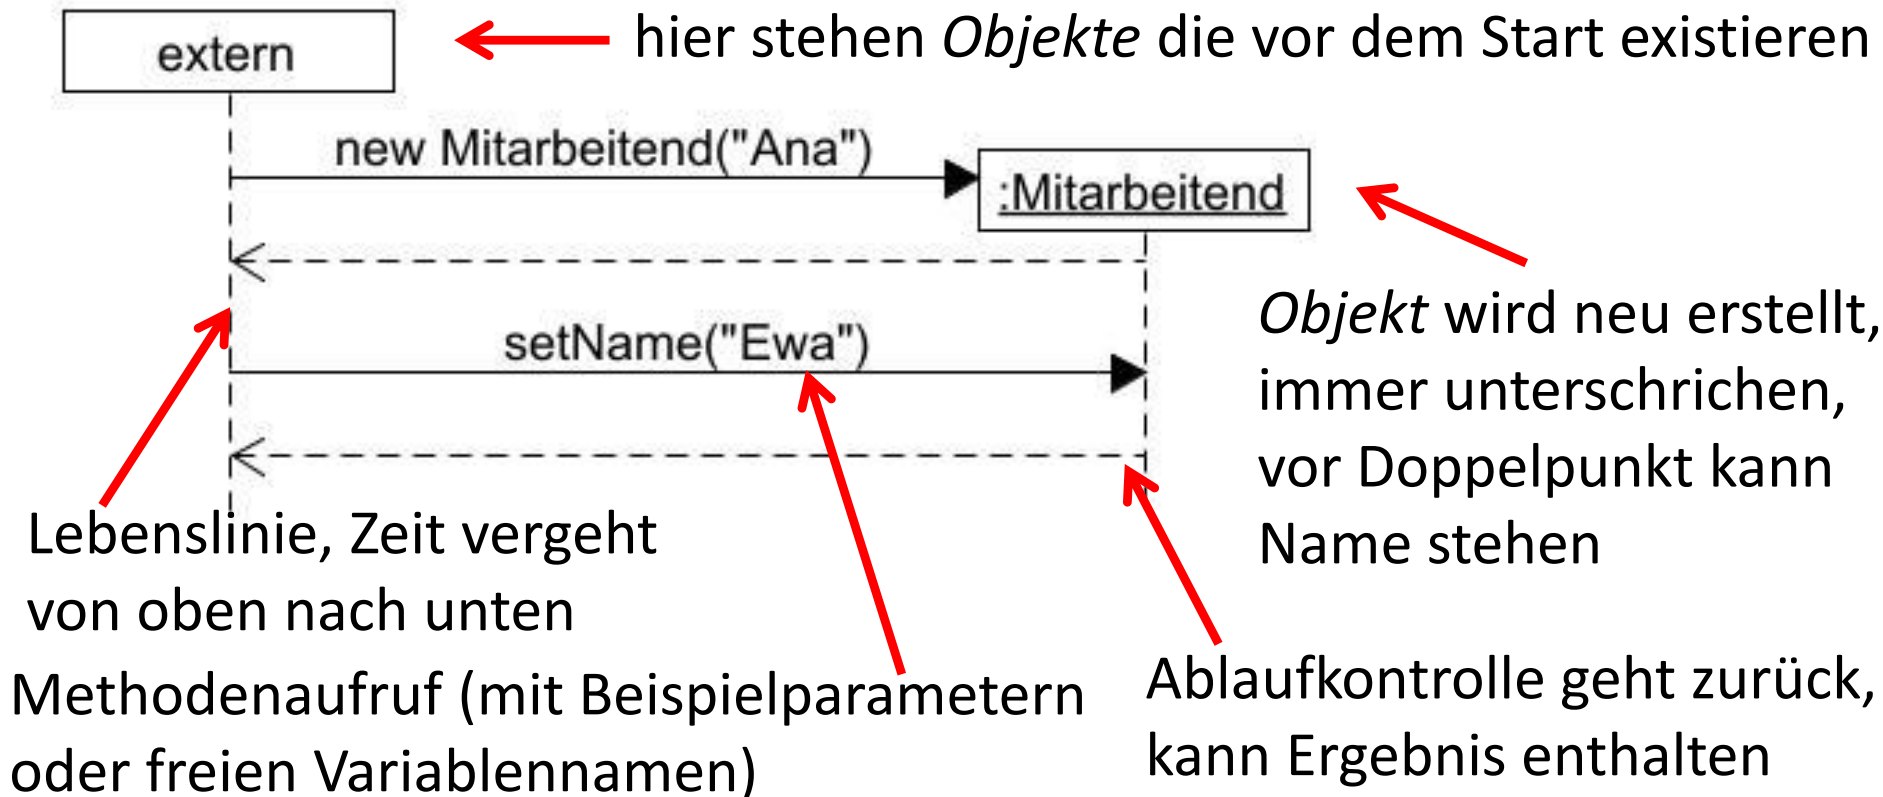 extern
hier stehen Objekte die vor dem Start existieren
new Mitarbeitend("Ana")
:Mitarbeitend
setName("Ewa")
Objekt wird neu erstellt,
immer unterschrichen,
vor Doppelpunkt kann
Name stehen
Lebenslinie, Zeit vergeht
von oben nach unten
Methodenaufruf (mit Beispielparametern
oder freien Variablennamen)
Ablaufkontrolle geht zurück,
kann Ergebnis enthalten